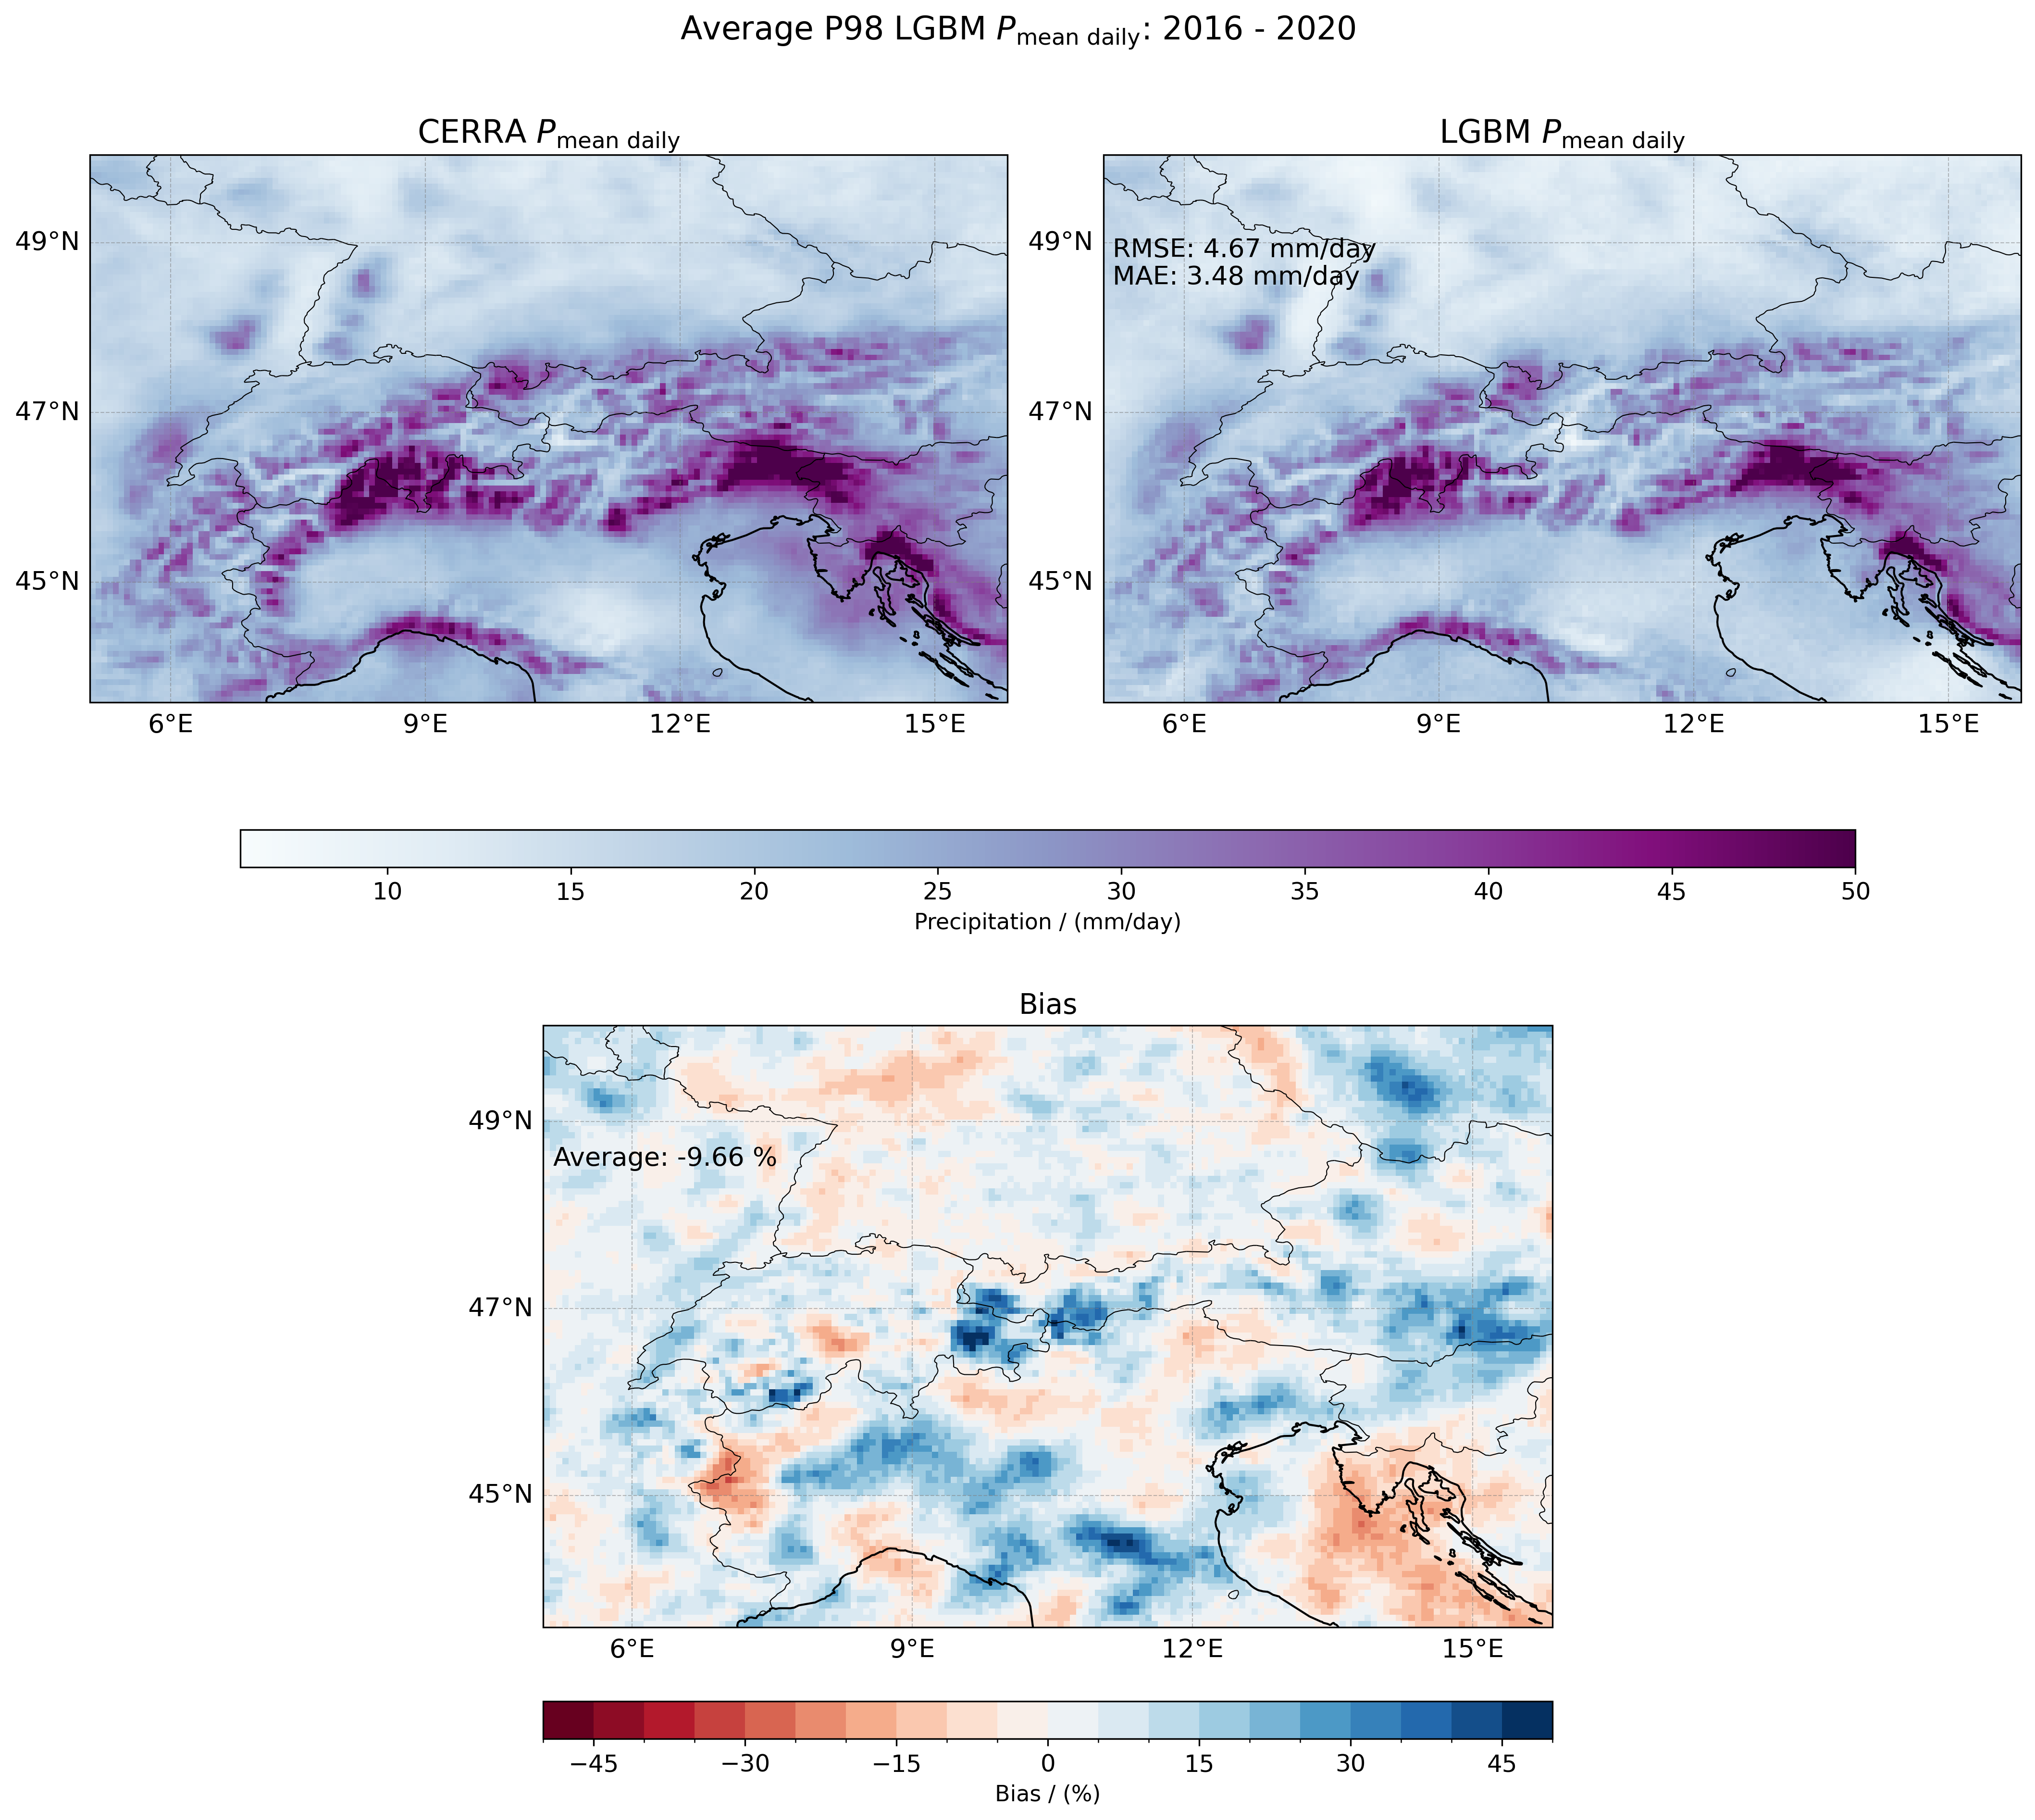 Average P98 LGBM P mean daily: 2016 - 2020
CERRA P mean daily
LGBM P mean daily
49°N
47°N
45°N
6°E 9°E 12°E 15°E
49°N
47°N
45°N
RMSE: 4.67 mm/day
MAE: 3.48 mm/day
6°E 9°E 12°E 15°E
10 15 20 25 30 35 40 45 50
Precipitation / (mm/day)
Bias
49°N
47°N
45°N
Average: -9.66 %
6°E 9°E 12°E 15°E
−45 −30 −15 0 15 30 45
Bias / (%)